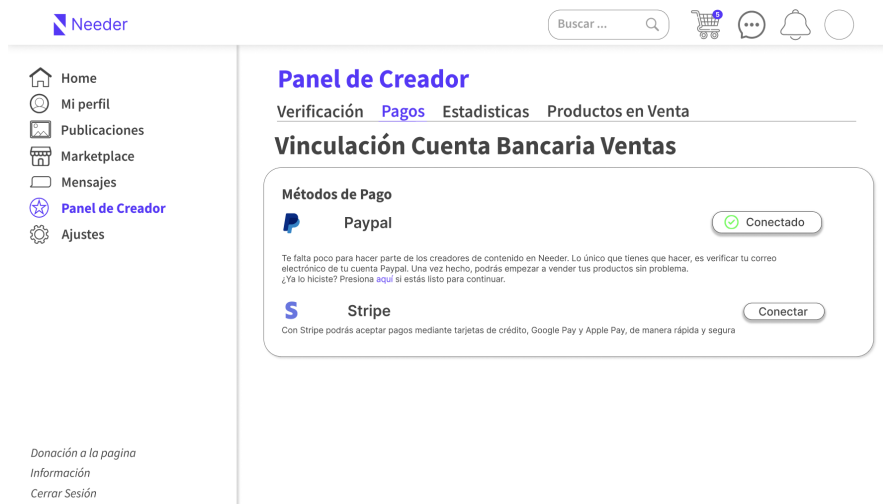 Needer
Buscar ...
5
Home
Mi perfil
Publicaciones
Marketplace
Mensajes
Panel de Creador
Ajustes
Donación a la pagina
Información
Cerrar Sesión
Panel de Creador
Verificación Pagos Estadisticas Productos en Venta
Vinculación Cuenta Bancaria Ventas
Métodos de Pago
Paypal
Conectado
Te falta poco para hacer parte de los creadores de contenido en Needer. Lo único que tienes que hacer, es verificar tu correo
electrónico de tu cuenta Paypal. Una vez hecho, podrás empezar a vender tus productos sin problema.
¿Ya lo hiciste? Presiona aquí si estás listo para continuar.
S
Stripe
Conectar
Con Stripe podrás aceptar pagos mediante tarjetas de crédito, Google Pay y Apple Pay, de manera rápida y segura